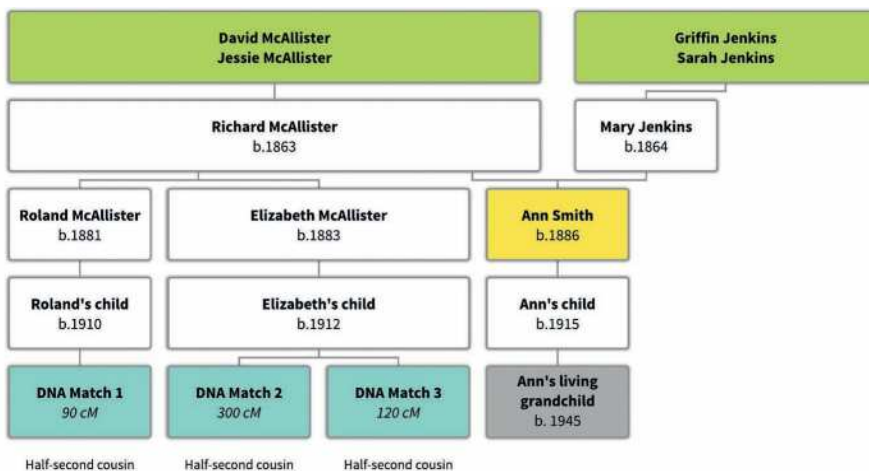 David McAllister
Jessie McAllister
Griffin Jenkins
Sarah Jenkins
Richard McAllister
b.1863
Mary Jenkins
b.1864
Roland McAllister
b.1881
Elizabeth McAllister
b.1883
Ann Smith
b.1886
Roland's child
b.1910
Elizabeth's child
b.1912
Ann's child
b.1915
DNA Match 1
90 cM
DNA Match 2
300 cM
DNA Match 3
120 cM
Ann's living
grandchild
b. 1945
Half-second cousin
Half-second cousin
Half-second cousin